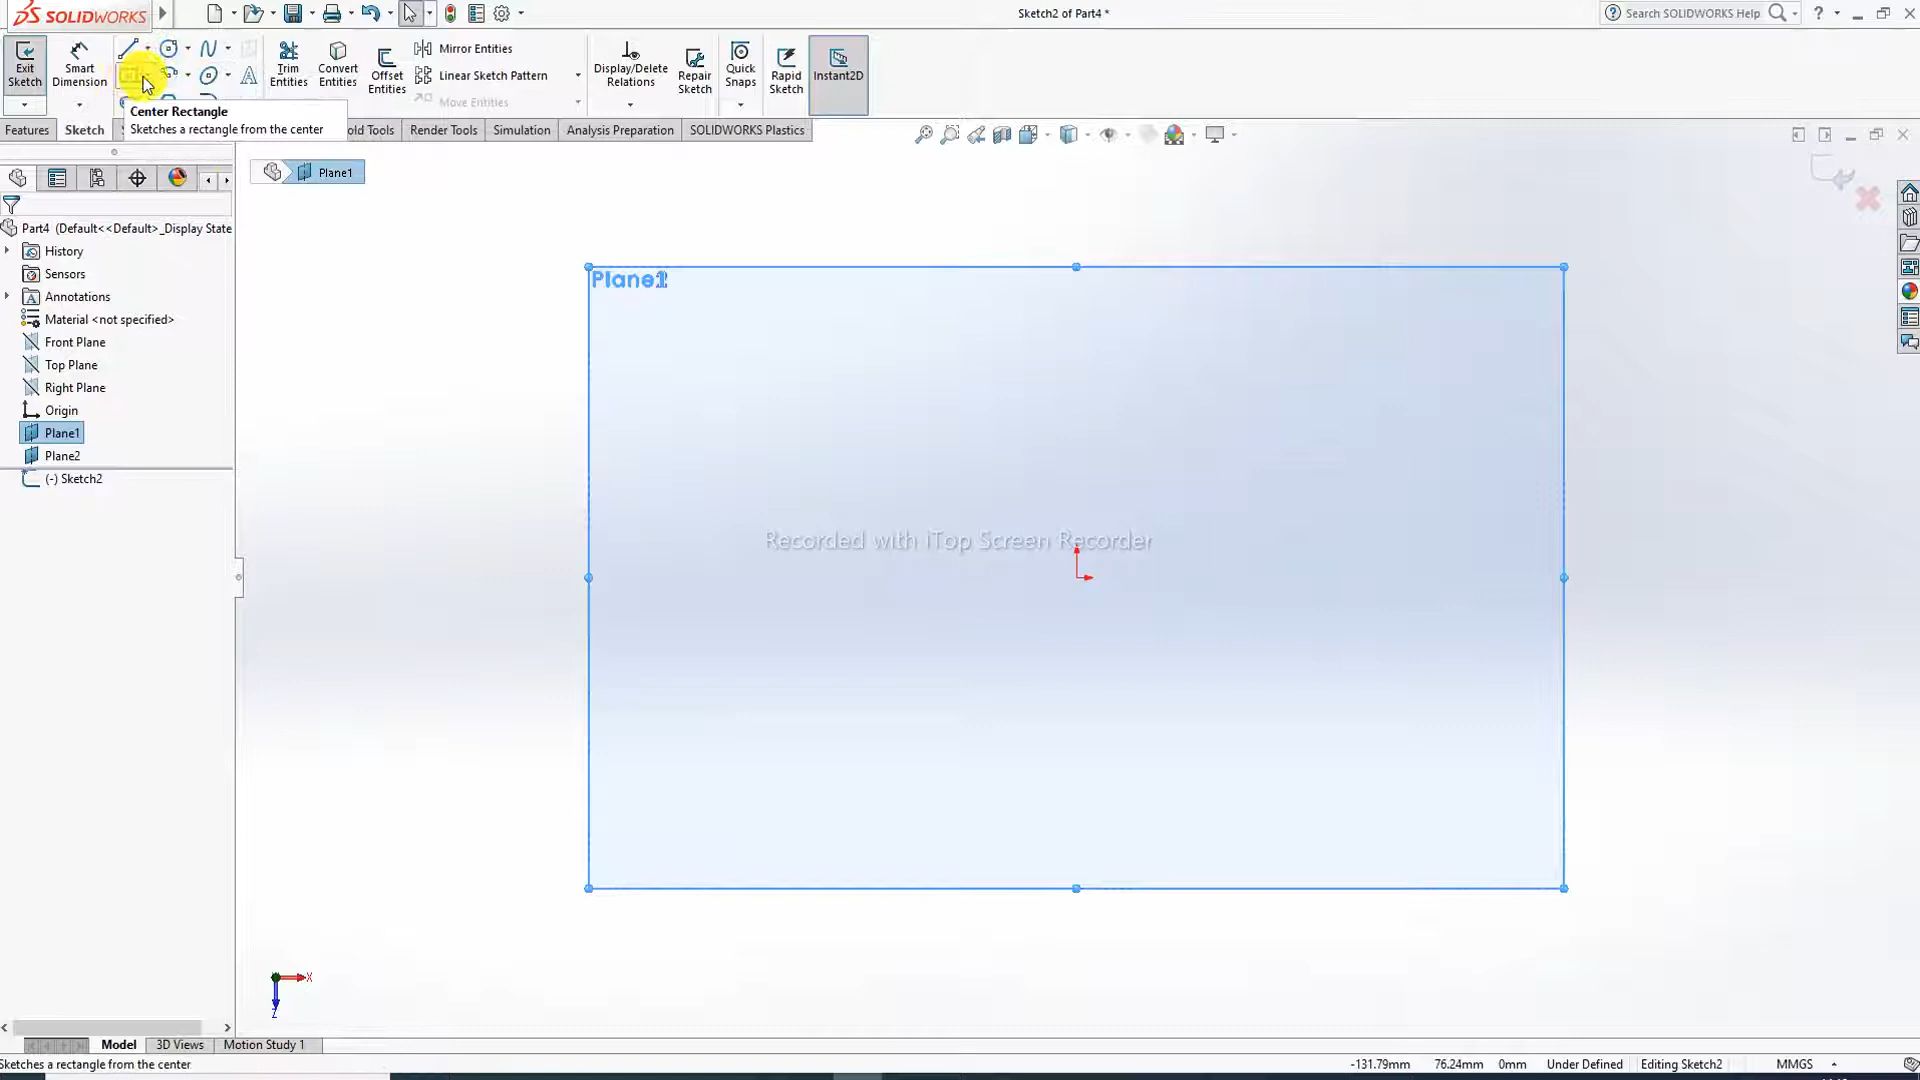 SOLIDWORKS
Sketch2 of Part4 *
Search SOLIDWORKS Help
?
Exit Sketch
Smart Dimension
Trim Entities
Convert Entities
Offset Entities
Mirror Entities
Linear Sketch Pattern
Move Entities
Display/Delete Relations
Repair Sketch
Quick Snaps
Rapid Sketch
Instant2D
Center Rectangle
Sketches a rectangle from the center
Features
Sketch
old Tools
Render Tools
Simulation
Analysis Preparation
SOLIDWORKS Plastics
Plane1
Part4 (Default<<Default>_Display State
History
Sensors
Annotations
Material <not specified>
Front Plane
Top Plane
Right Plane
Origin
Plane1
Plane2
(-) Sketch2
Recorded with iTop Screen Recorder
X
Z
Model
3D Views
Motion Study 1
Sketches a rectangle from the center
-131.79mm
76.24mm
0mm
Under Defined
Editing Sketch2
MMGS